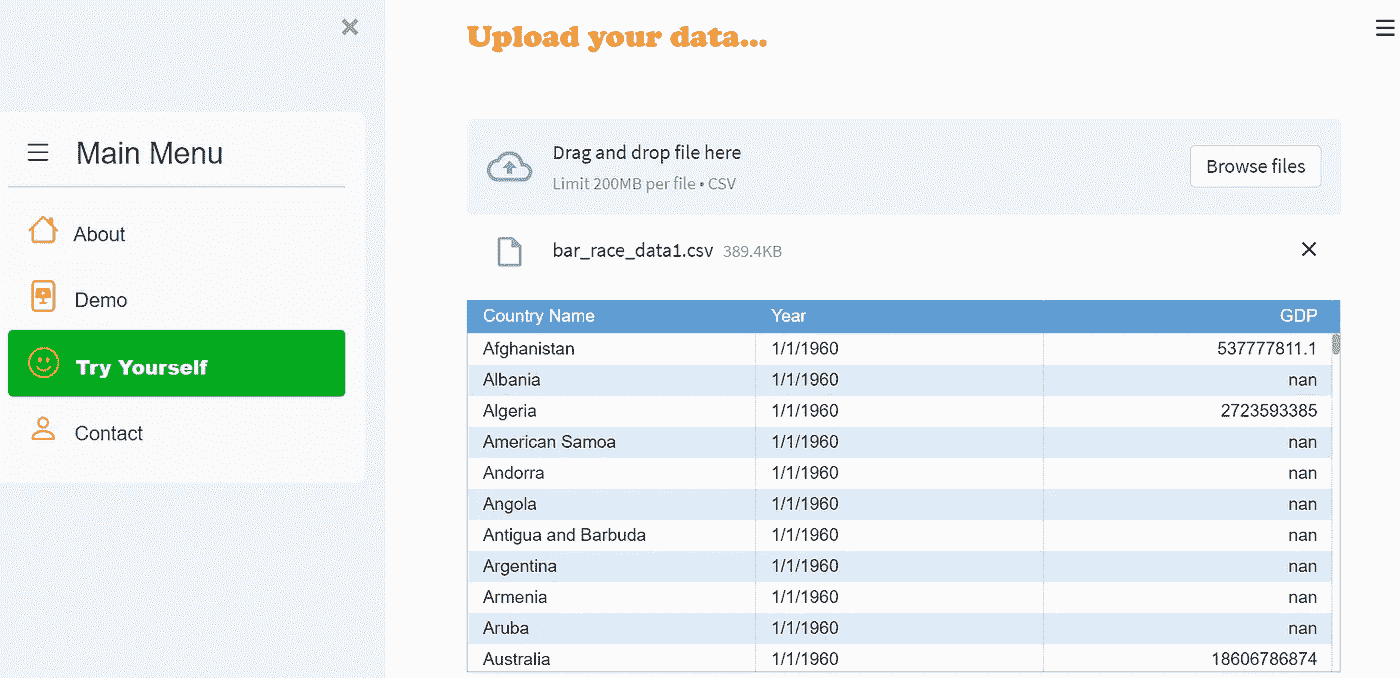 Upload your data...
Main Menu
About
Demo
Try Yourself
Contact
Drag and drop file here
Limit 200MB per file • CSV
Browse files
bar_race_data1.csv 389.4KB
Country Name Year GDP
Afghanistan 1/1/1960 537777811.1
Albania 1/1/1960 nan
Algeria 1/1/1960 2723593385
American Samoa 1/1/1960 nan
Andorra 1/1/1960 nan
Angola 1/1/1960 nan
Antigua and Barbuda 1/1/1960 nan
Argentina 1/1/1960 nan
Armenia 1/1/1960 nan
Aruba 1/1/1960 nan
Australia 1/1/1960 18606786874